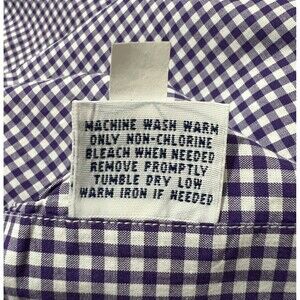 MACHINE WASH WARM
ONLY NON-CHLORINE
BLEACH WHEN NEEDED
REMOVE PROMPTLY
TUMBLE DRY LOW
WARM IRON IF NEEDED